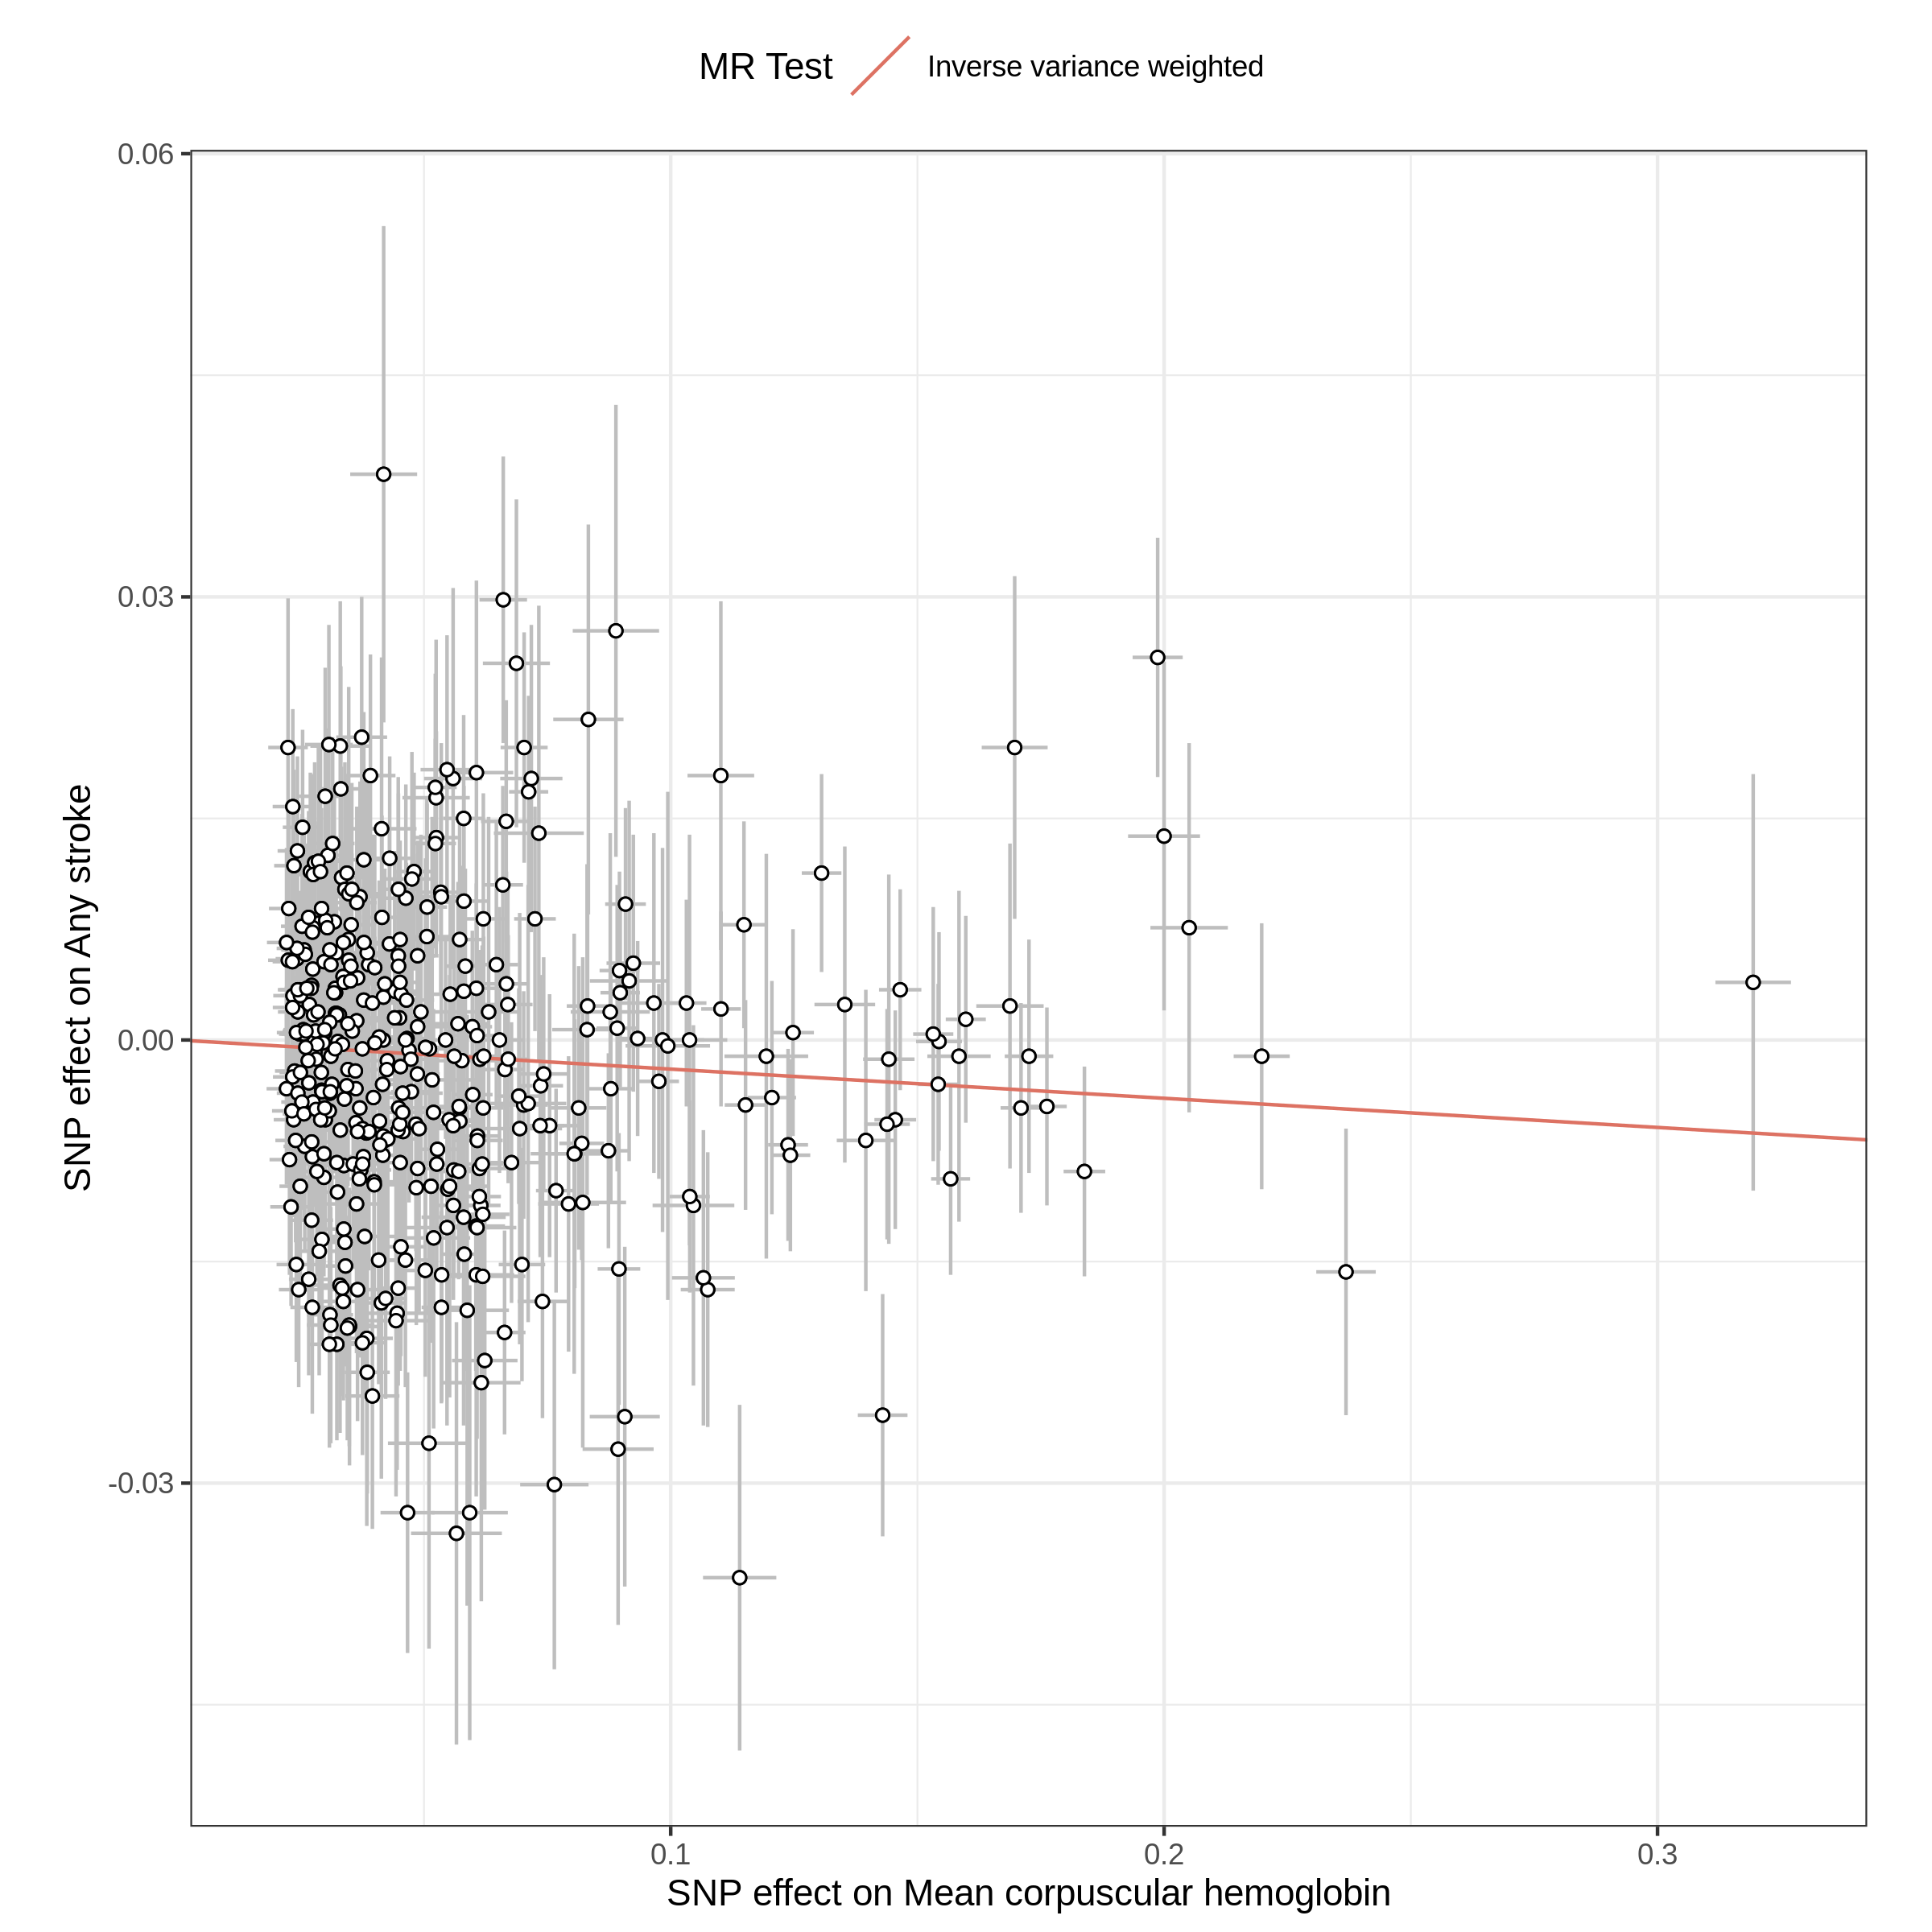 MR Test Inverse variance weighted
0.06
0.03
0.00
-0.03
SNP effect on Any stroke
0.1 0.2 0.3
SNP effect on Mean corpuscular hemoglobin